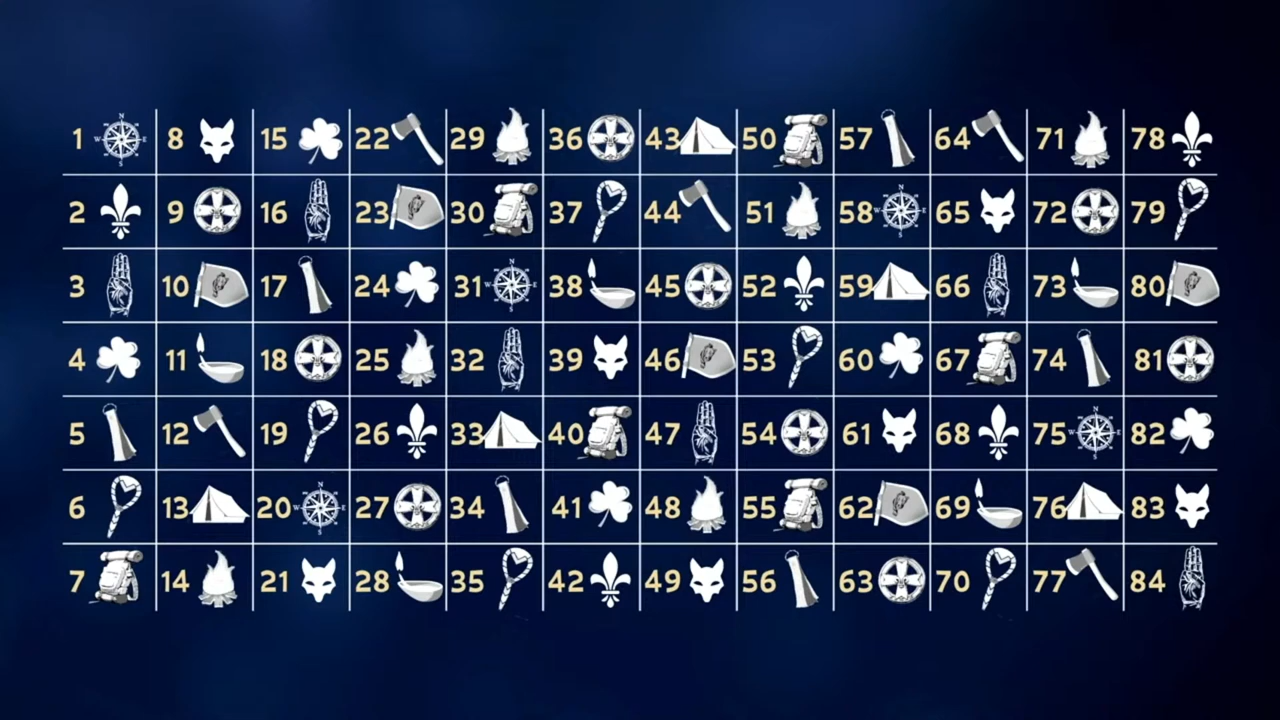 1 8 15 22 29 36 43 50 57 64 71 78
2 9 16 23 30 37 44 51 58 65 72 79
3 10 17 24 31 38 45 52 59 66 73 80
4 11 18 25 32 39 46 53 60 67 74 81
5 12 19 26 33 40 47 54 61 68 75 82
6 13 20 27 34 41 48 55 62 69 76 83
7 14 21 28 35 42 49 56 63 70 77 84